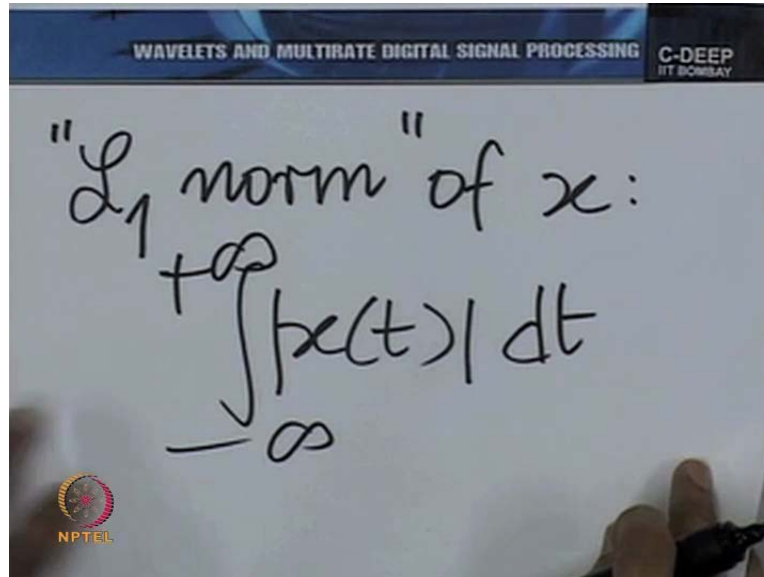 WAVELETS AND MULTIRATE DIGITAL SIGNAL PROCESSING
C-DEEP
IIT BOMBAY
"ℒ₁ norm" of x:
+∞
∫|x(t)| dt
-∞
NPTEL